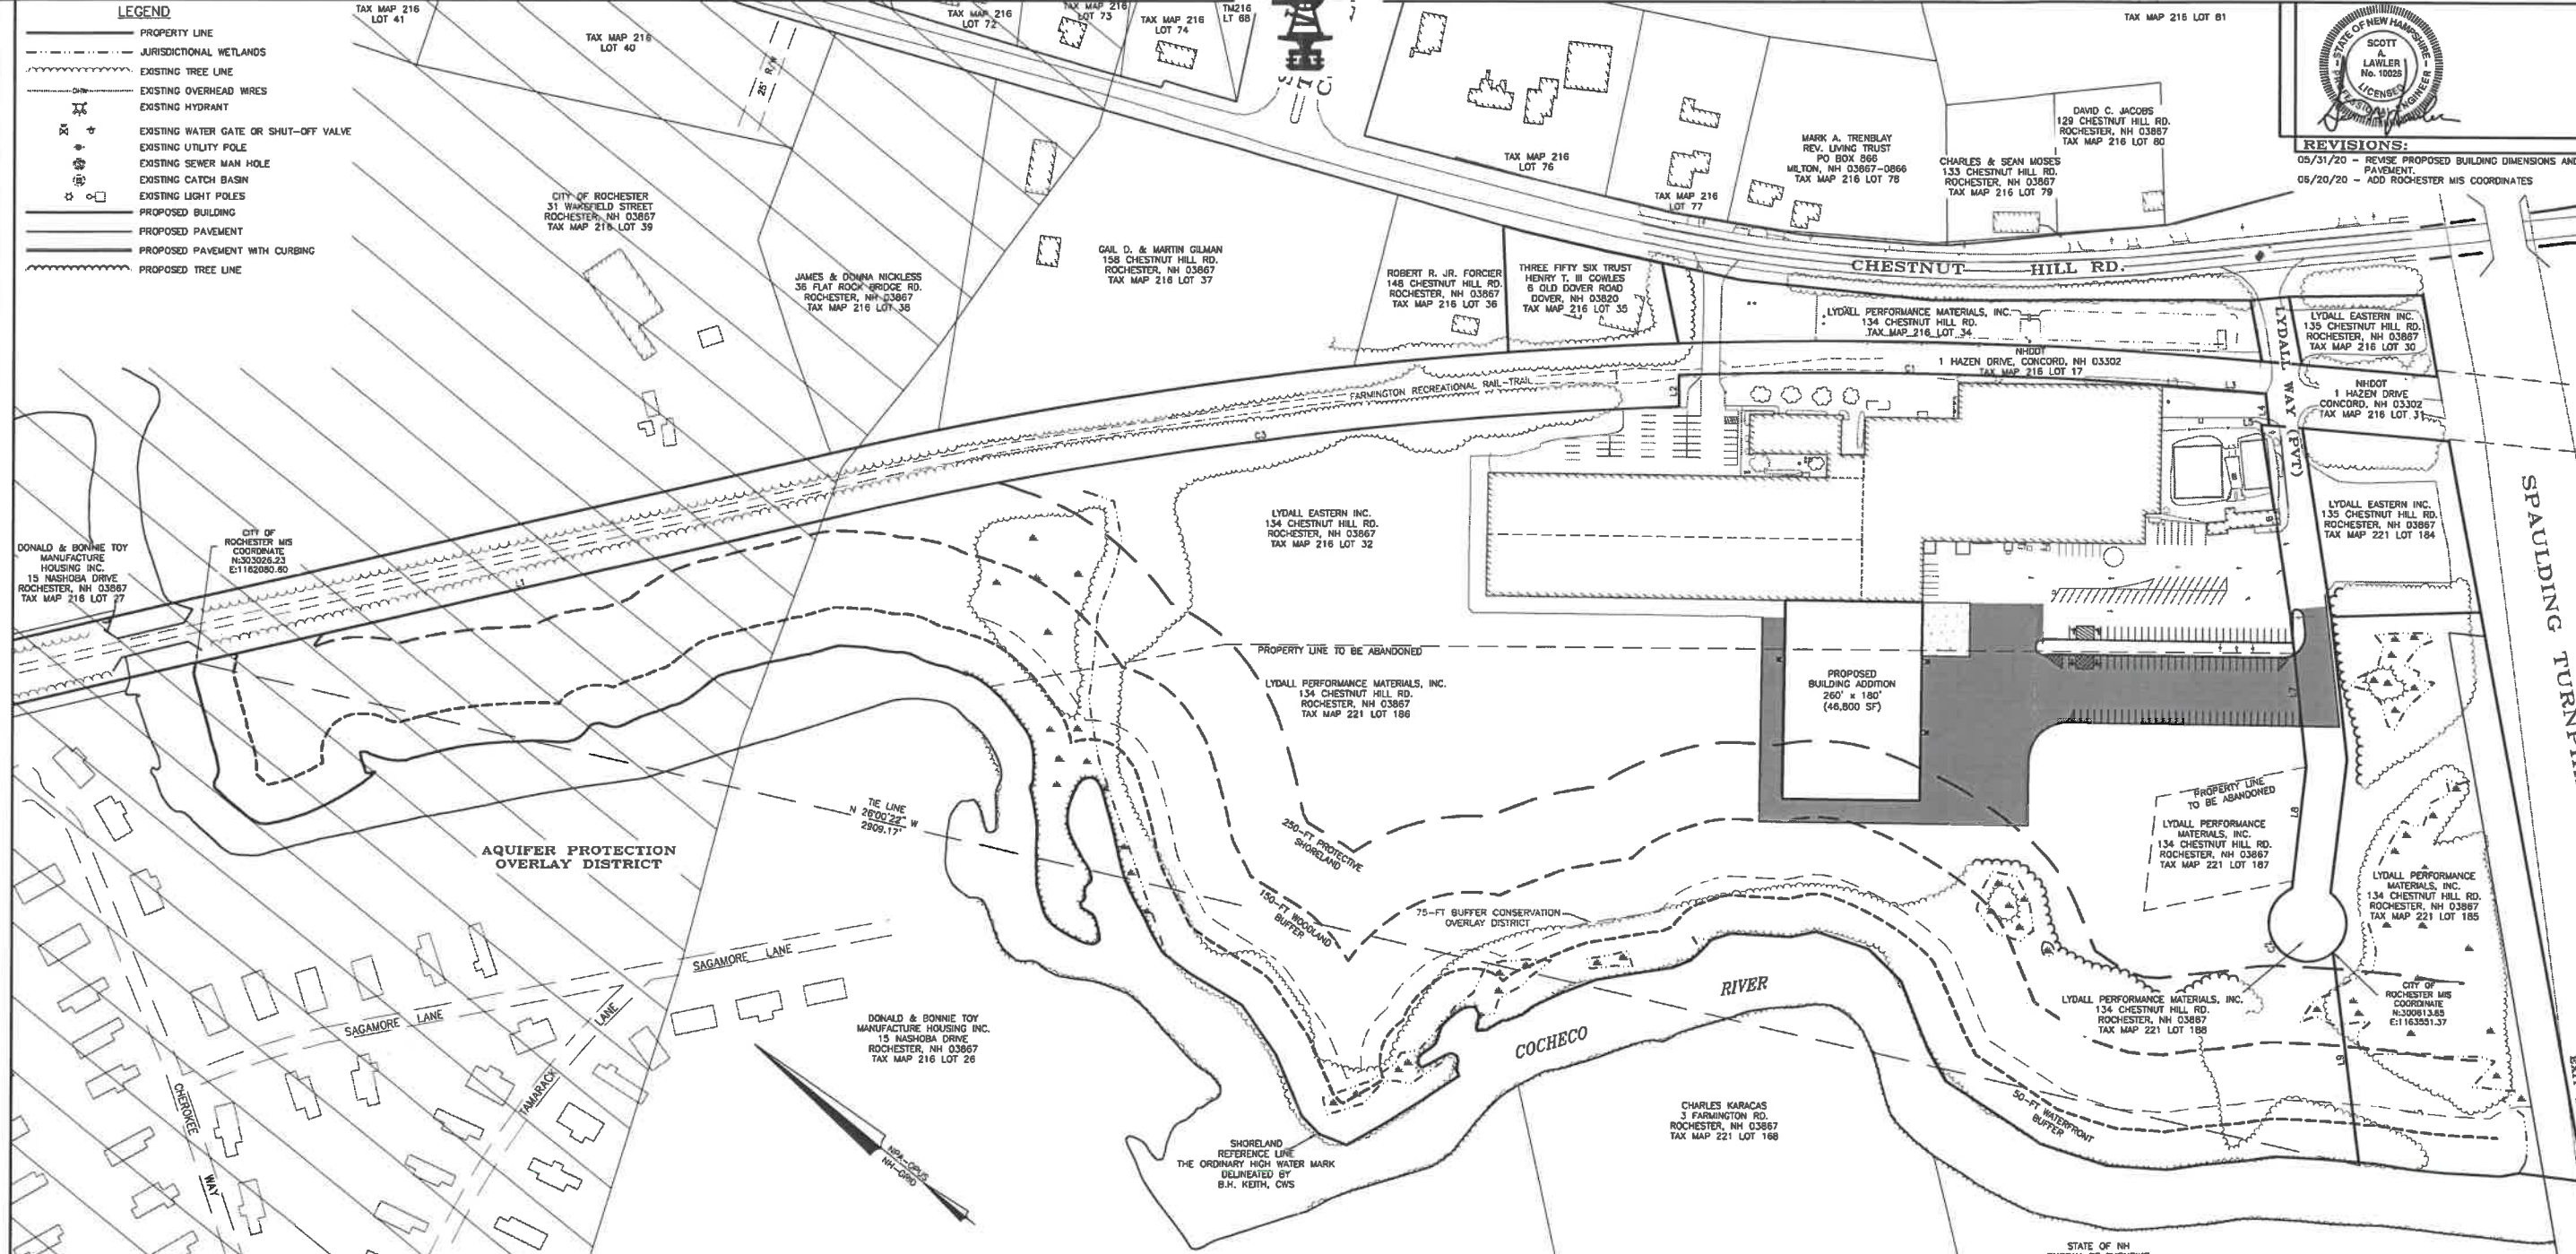 LEGEND
PROPERTY LINE
JURISDICTIONAL WETLANDS
EXISTING TREE LINE
OHW
EXISTING OVERHEAD WIRES
EXISTING HYDRANT
EXISTING WATER GATE OR SHUT-OFF VALVE
EXISTING UTILITY POLE
EXISTING SEWER MAN HOLE
EXISTING CATCH BASIN
EXISTING LIGHT POLES
PROPOSED BUILDING
PROPOSED PAVEMENT
PROPOSED PAVEMENT WITH CURBING
PROPOSED TREE LINE
TAX MAP 216
LOT 41
TAX MAP 216
LOT 40
25' R/W
TAX MAP 216
LOT 72
TAX MAP 216
LOT 73
TAX MAP 216
LOT 74
TM216
LT 68
TAX MAP 216 LOT 81
STATE OF NEW HAMPSHIRE
SCOTT
A.
LAWLER
No. 10026
LICENSED
PROFESSIONAL ENGINEER
REVISIONS:
05/31/20 - REVISE PROPOSED BUILDING DIMENSIONS AND
PAVEMENT.
05/20/20 - ADD ROCHESTER MIS COORDINATES
TAX MAP 216
LOT 76
TAX MAP 216
LOT 77
MARK A. TRENBLAY
REV. LIVING TRUST
PO BOX 866
MILTON, NH 03867-0866
TAX MAP 216 LOT 78
CHARLES & SEAN MOSES
133 CHESTNUT HILL RD.
ROCHESTER, NH 03867
TAX MAP 216 LOT 79
DAVID C. JACOBS
129 CHESTNUT HILL RD.
ROCHESTER, NH 03867
TAX MAP 216 LOT 80
CITY OF ROCHESTER
31 WAKEFIELD STREET
ROCHESTER, NH 03867
TAX MAP 216 LOT 39
JAMES & DONNA NICKLESS
36 FLAT ROCK BRIDGE RD.
ROCHESTER, NH 03867
TAX MAP 216 LOT 38
GAIL D. & MARTIN GILMAN
158 CHESTNUT HILL RD.
ROCHESTER, NH 03867
TAX MAP 216 LOT 37
ROBERT R. JR. FORCIER
148 CHESTNUT HILL RD.
ROCHESTER, NH 03867
TAX MAP 216 LOT 36
THREE FIFTY SIX TRUST
HENRY T. III COWLES
6 OLD DOVER ROAD
DOVER, NH 03820
TAX MAP 216 LOT 35
CHESTNUT HILL RD.
LYDALL PERFORMANCE MATERIALS, INC.
134 CHESTNUT HILL RD.
TAX MAP 216 LOT 34
NHDOT
1 HAZEN DRIVE, CONCORD, NH 03302
TAX MAP 216 LOT 17
LYDALL WAY (PVT)
LYDALL EASTERN INC.
135 CHESTNUT HILL RD.
ROCHESTER, NH 03867
TAX MAP 216 LOT 30
NHDOT
1 HAZEN DRIVE
CONCORD, NH 03302
TAX MAP 216 LOT 31
LYDALL EASTERN INC.
135 CHESTNUT HILL RD.
ROCHESTER, NH 03867
TAX MAP 221 LOT 184
SPAULDING TURNPIKE
FARMINGTON RECREATIONAL RAIL-TRAIL
L2
C1
L3
L4
L5
C3
L1
DONALD & BONNIE TOY
MANUFACTURE
HOUSING INC.
15 NASHOBA DRIVE
ROCHESTER, NH 03867
TAX MAP 216 LOT 27
CITY OF
ROCHESTER MIS
COORDINATE
N:303026.23
E:1162080.60
LYDALL EASTERN INC.
134 CHESTNUT HILL RD.
ROCHESTER, NH 03867
TAX MAP 216 LOT 32
PROPERTY LINE TO BE ABANDONED
LYDALL PERFORMANCE MATERIALS, INC.
134 CHESTNUT HILL RD.
ROCHESTER, NH 03867
TAX MAP 221 LOT 186
PROPOSED
BUILDING ADDITION
260' x 180'
(46,800 SF)
L7
L8
PROPERTY LINE
TO BE ABANDONED
LYDALL PERFORMANCE
MATERIALS, INC.
134 CHESTNUT HILL RD.
ROCHESTER, NH 03867
TAX MAP 221 LOT 187
LYDALL PERFORMANCE
MATERIALS, INC.
134 CHESTNUT HILL RD.
ROCHESTER, NH 03867
TAX MAP 221 LOT 185
CITY OF
ROCHESTER MIS
COORDINATE
N:300613.85
E:1163551.37
LYDALL PERFORMANCE MATERIALS, INC.
134 CHESTNUT HILL RD.
ROCHESTER, NH 03867
TAX MAP 221 LOT 188
L9
TIE LINE
N 26°00'22" W
2909.17'
AQUIFER PROTECTION
OVERLAY DISTRICT
250-FT PROTECTIVE
SHORELAND
150-FT WOODLAND
BUFFER
75-FT BUFFER CONSERVATION
OVERLAY DISTRICT
50-FT WATERFRONT
BUFFER
COCHECO RIVER
SAGAMORE LANE
SAGAMORE LANE
TAMARACK LANE
CHEROKEE WAY
DONALD & BONNIE TOY
MANUFACTURE HOUSING INC.
15 NASHOBA DRIVE
ROCHESTER, NH 03867
TAX MAP 216 LOT 26
NPA-OPUS
NH-GRID
SHORELAND
REFERENCE LINE
THE ORDINARY HIGH WATER MARK
DELINEATED BY
B.H. KEITH, CWS
CHARLES KARACAS
3 FARMINGTON RD.
ROCHESTER, NH 03867
TAX MAP 221 LOT 168
STATE OF NH